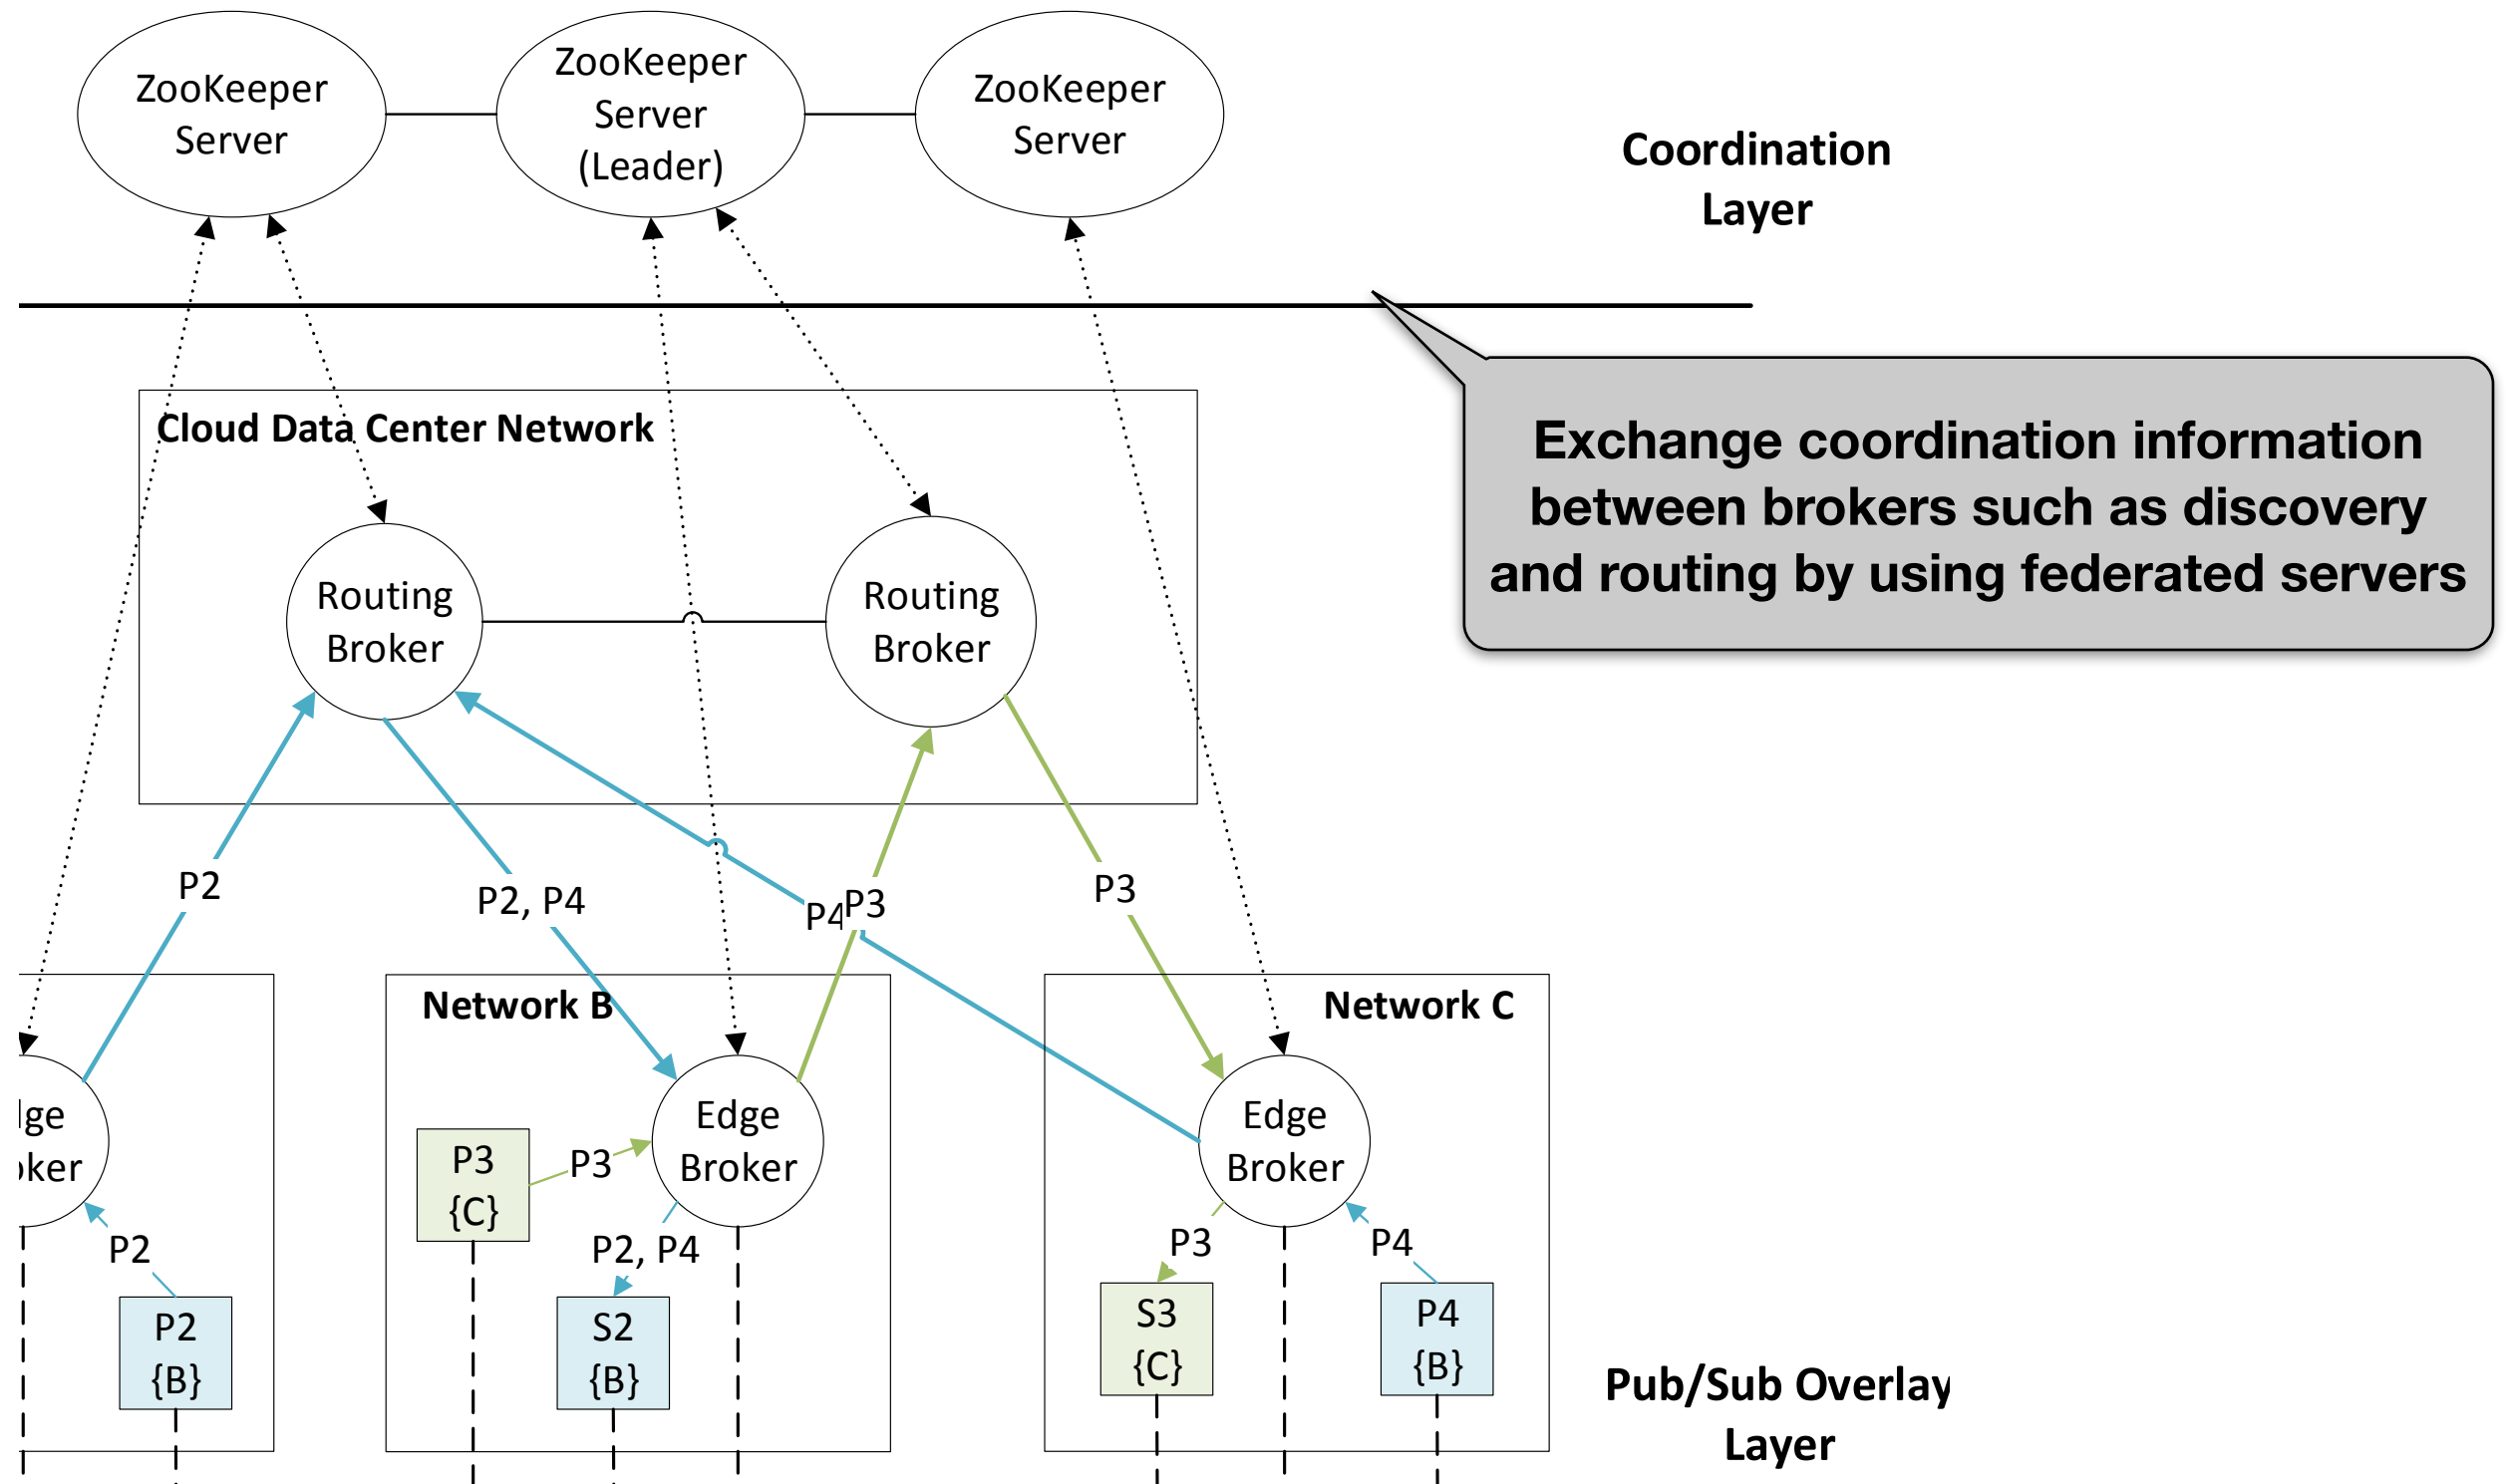 ZooKeeper
Server
ZooKeeper
Server
(Leader)
ZooKeeper
Server
Coordination
Layer
Cloud Data Center Network
Exchange coordination information
between brokers such as discovery
and routing by using federated servers
Routing
Broker
Routing
Broker
P2
P2, P4
P4
P3
P3
Network B
Network C
ge
ker
Edge
Broker
Edge
Broker
P3
{C}
P3
P2
P2, P4
P3
P4
P2
{B}
S2
{B}
S3
{C}
P4
{B}
Pub/Sub Overlay
Layer